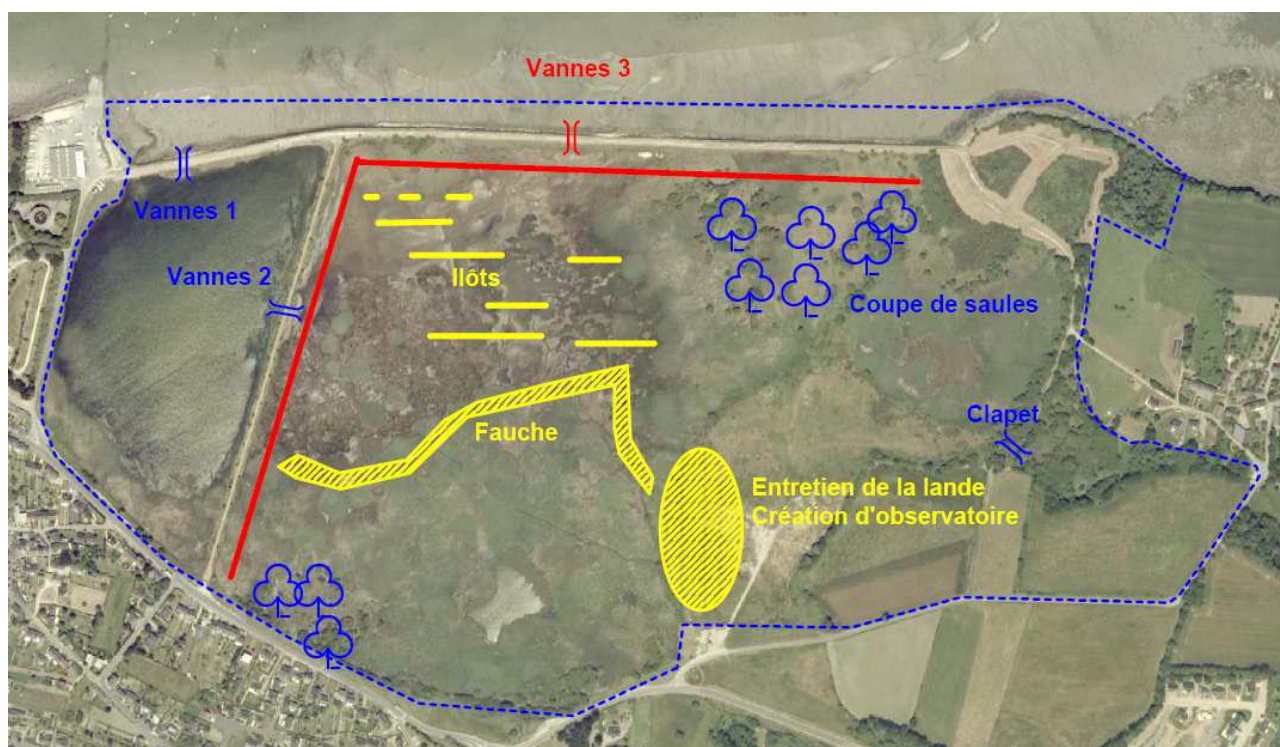 Vannes 3
Vannes 1
Vannes 2
Ilôts
Coupe de saules
Fauche
Clapet
Entretien de la lande
Création d'observatoire